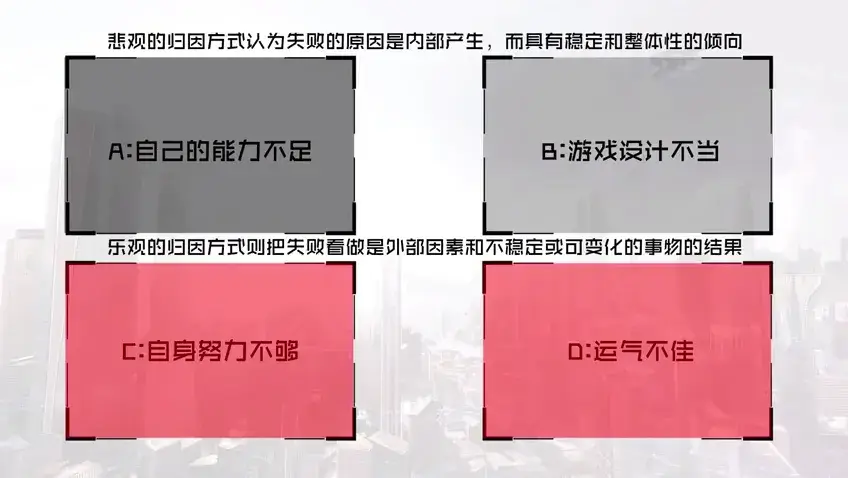 悲观的归因方式认为失败的原因是内部产生，而具有稳定和整体性的倾向
A:自己的能力不足
B:游戏设计不当
乐观的归因方式则把失败看做是外部因素和不稳定或可变化的事物的结果
C:自身努力不够
D:运气不佳